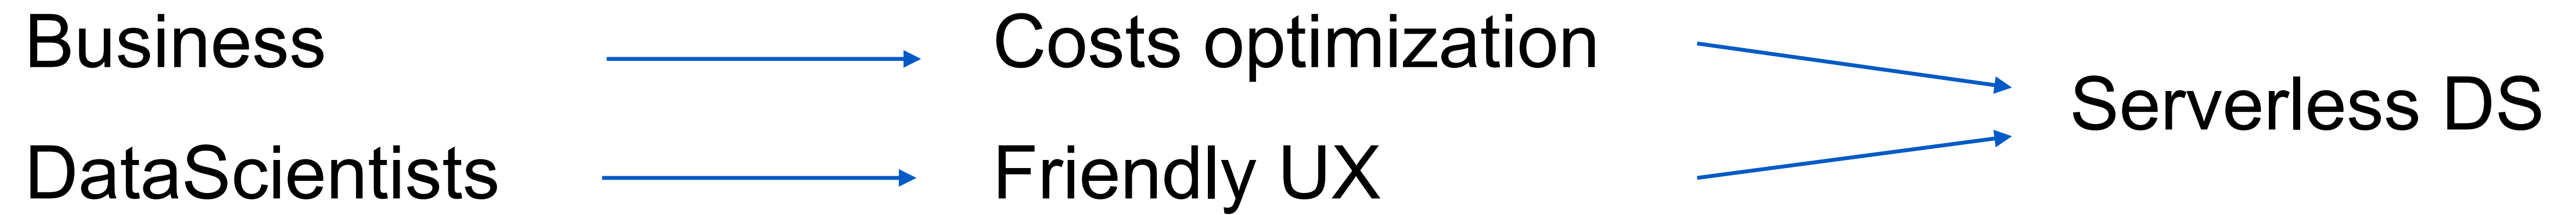 Business
Costs optimization
Serverless DS
DataScientists
Friendly UX